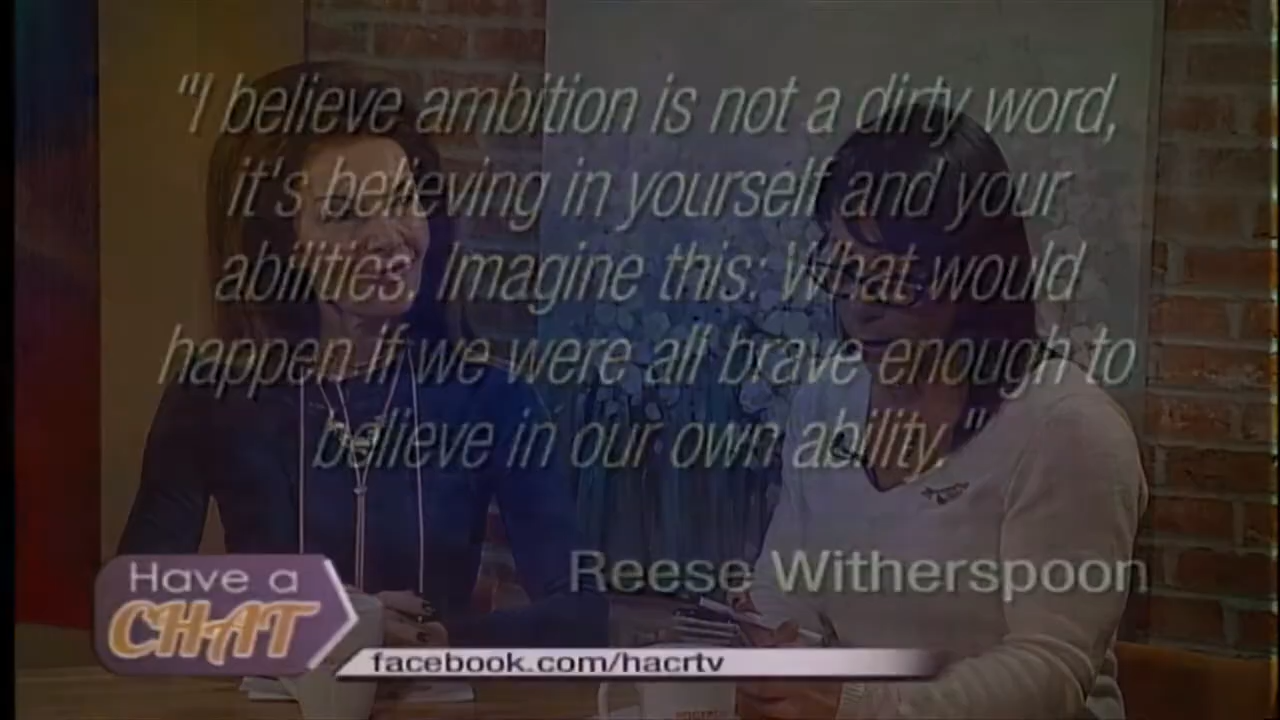 "I believe ambition is not a dirty word,
it's believing in yourself and your
abilities. Imagine this: What would
happen if we were all brave enough to
believe in our own ability."
Reese Witherspoon
Have a
CHAT
facebook.com/hacrtv